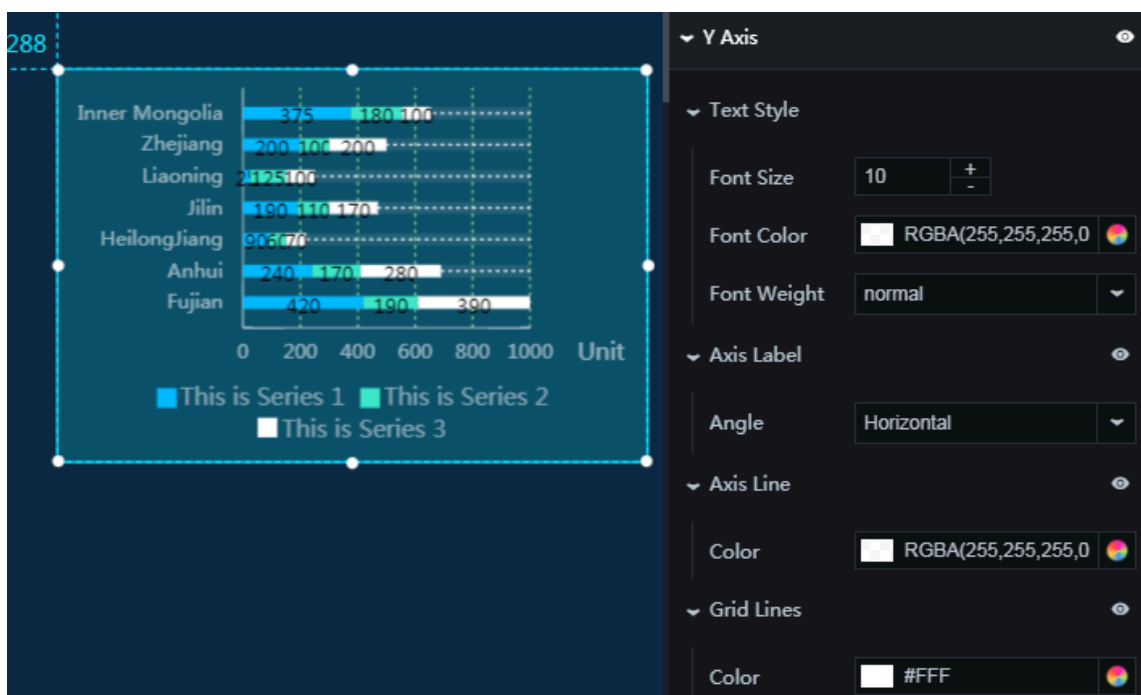 288
Inner Mongolia 375 180 100
Zhejiang 200 100 200
Liaoning 125 100
Jilin 190 110 170
HeilongJiang 90 60 70
Anhui 240 170 280
Fujian 420 190 390
0 200 400 600 800 1000 Unit
This is Series 1 This is Series 2
This is Series 3
Y Axis
Text Style
Font Size 10 + -
Font Color RGBA(255,255,255,0
Font Weight normal
Axis Label
Angle Horizontal
Axis Line
Color RGBA(255,255,255,0
Grid Lines
Color #FFF